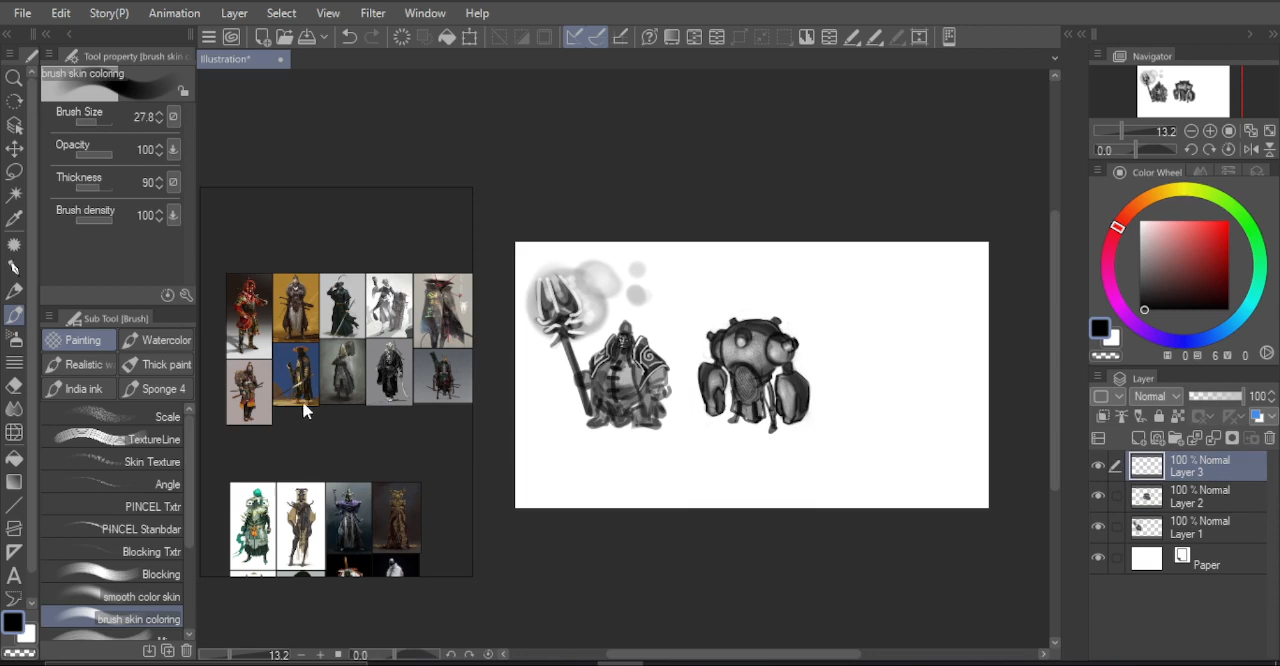 File Edit Story(P) Animation Layer Select View Filter Window Help
Tool property [brush skin c
Illustration*
Navigator
brush skin coloring
Brush Size 27.8
Opacity 100
Thickness 90
Brush density 100
13.2
0.0
Color Wheel
Sub Tool [Brush]
Painting Watercolor
Realistic w Thick paint
India ink Sponge 4
Scale
TextureLine
Skin Texture
Angle
PINCEL Txtr
PINCEL Stanbdar
Blocking Txtr
Blocking
smooth color skin
brush skin coloring
0 6 0
Layer
Normal 100
100 % Normal
Layer 3
100 % Normal
Layer 2
100 % Normal
Layer 1
Paper
13.2 0.0